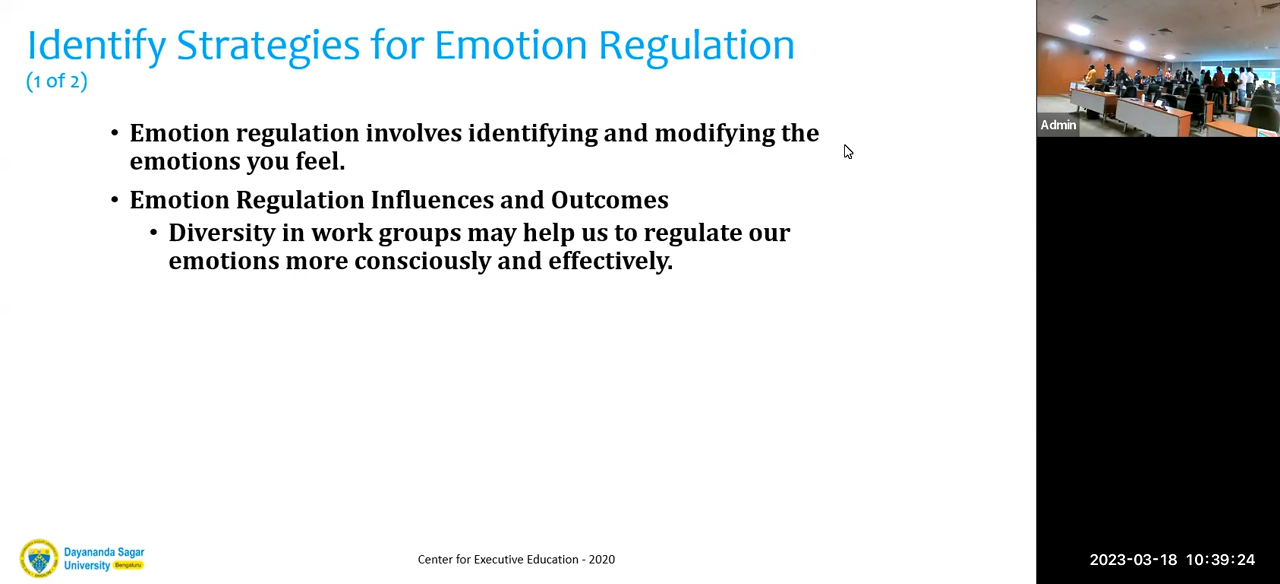 Identify Strategies for Emotion Regulation
(1 of 2)
• Emotion regulation involves identifying and modifying the
emotions you feel.
• Emotion Regulation Influences and Outcomes
• Diversity in work groups may help us to regulate our
emotions more consciously and effectively.
Admin
Dayananda Sagar
University Bengaluru
Center for Executive Education - 2020
2023-03-18 10:39:24